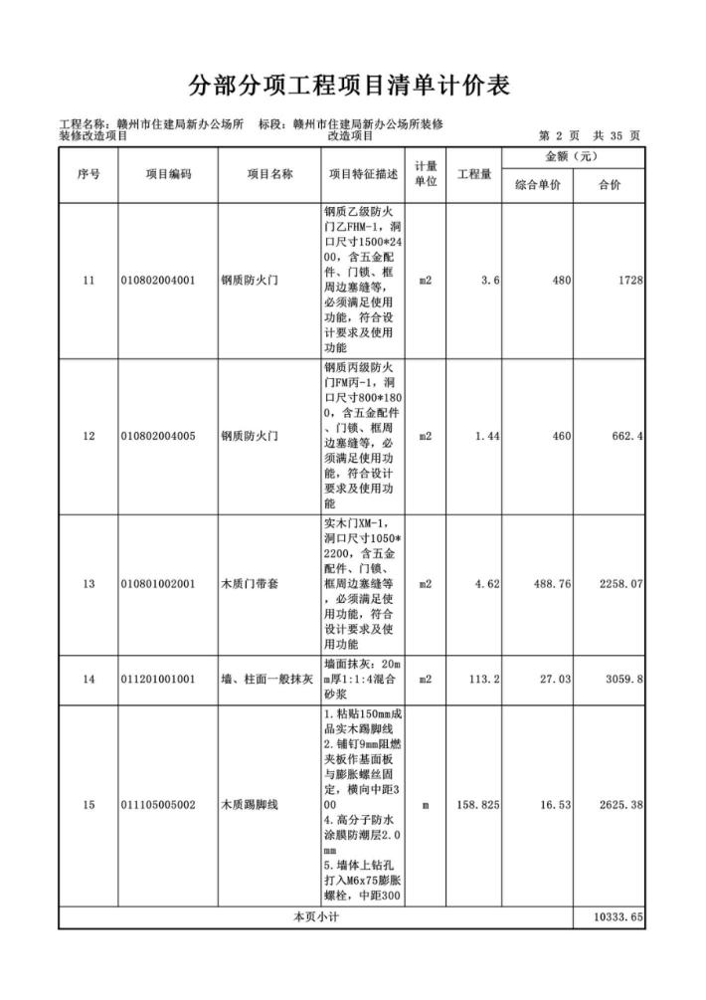 分部分项工程项目清单计价表
工程名称：赣州市住建局新办公场所装修改造项目
标段：赣州市住建局新办公场所装修改造项目
第 2 页 共 35 页
序号 项目编码 项目名称 项目特征描述 计量单位 工程量 金额（元）
综合单价 合价
钢质乙级防火
门乙FHM-1，洞
口尺寸1500*24
00，含五金配
件、门锁、框
11 010802004001 钢质防火门 周边塞缝等， m2 3.6 480 1728
必须满足使用
功能，符合设
计要求及使用
功能
钢质丙级防火
门FM丙-1，洞
口尺寸800*180
0，含五金配件
、门锁、框周
12 010802004005 钢质防火门 边塞缝等，必 m2 1.44 460 662.4
须满足使用功
能，符合设计
要求及使用功
能
实木门XM-1，
洞口尺寸1050*
2200，含五金
配件、门锁、
13 010801002001 木质门带套 框周边塞缝等 m2 4.62 488.76 2258.07
，必须满足使
用功能，符合
设计要求及使
用功能
墙面抹灰：20m
14 011201001001 墙、柱面一般抹灰 m厚1:1:4混合 m2 113.2 27.03 3059.8
砂浆
1.粘贴150mm成
品实木踢脚线
2.铺钉9mm阻燃
夹板作基面板
与膨胀螺丝固
定，横向中距3
15 011105005002 木质踢脚线 00 m 158.825 16.53 2625.38
4.高分子防水
涂膜防潮层2.0
mm
5.墙体上钻孔
打入M6x75膨胀
螺栓，中距300
本页小计 10333.65